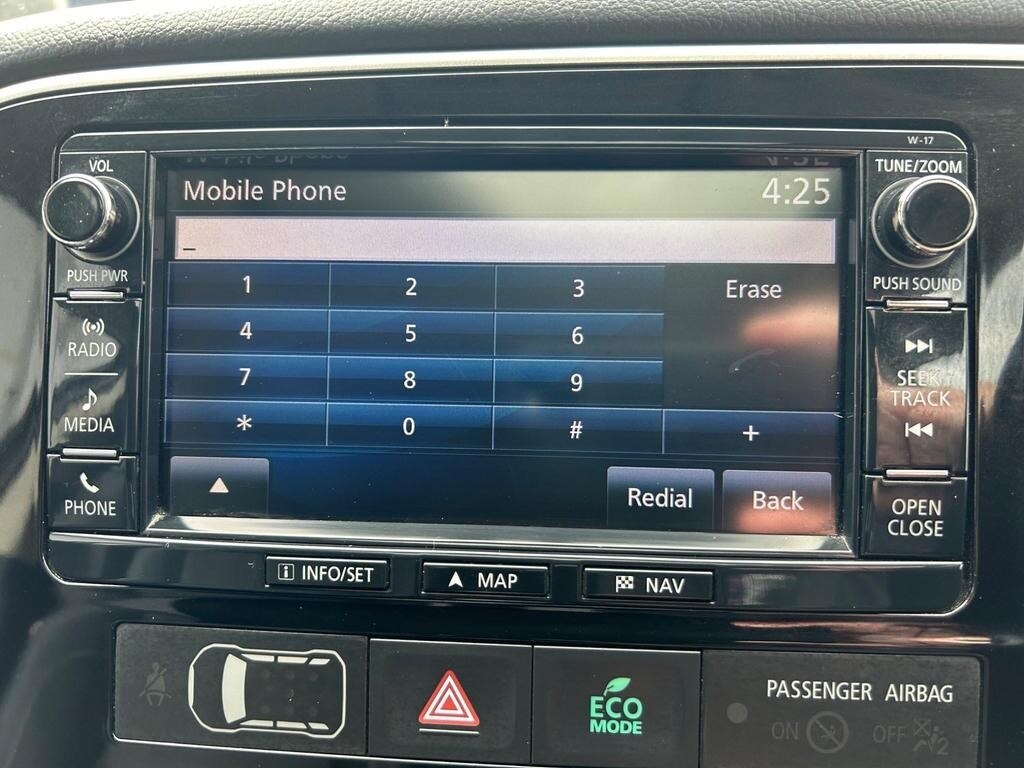 W-17
VOL
TUNE/ZOOM
Mobile Phone
4:25
_
PUSH PWR
PUSH SOUND
1 2 3 Erase
4 5 6
7 8 9
* 0 # +
RADIO
MEDIA
PHONE
SEEK
TRACK
OPEN
CLOSE
Redial Back
INFO/SET MAP NAV
ECO
MODE
PASSENGER AIRBAG
ON OFF 2